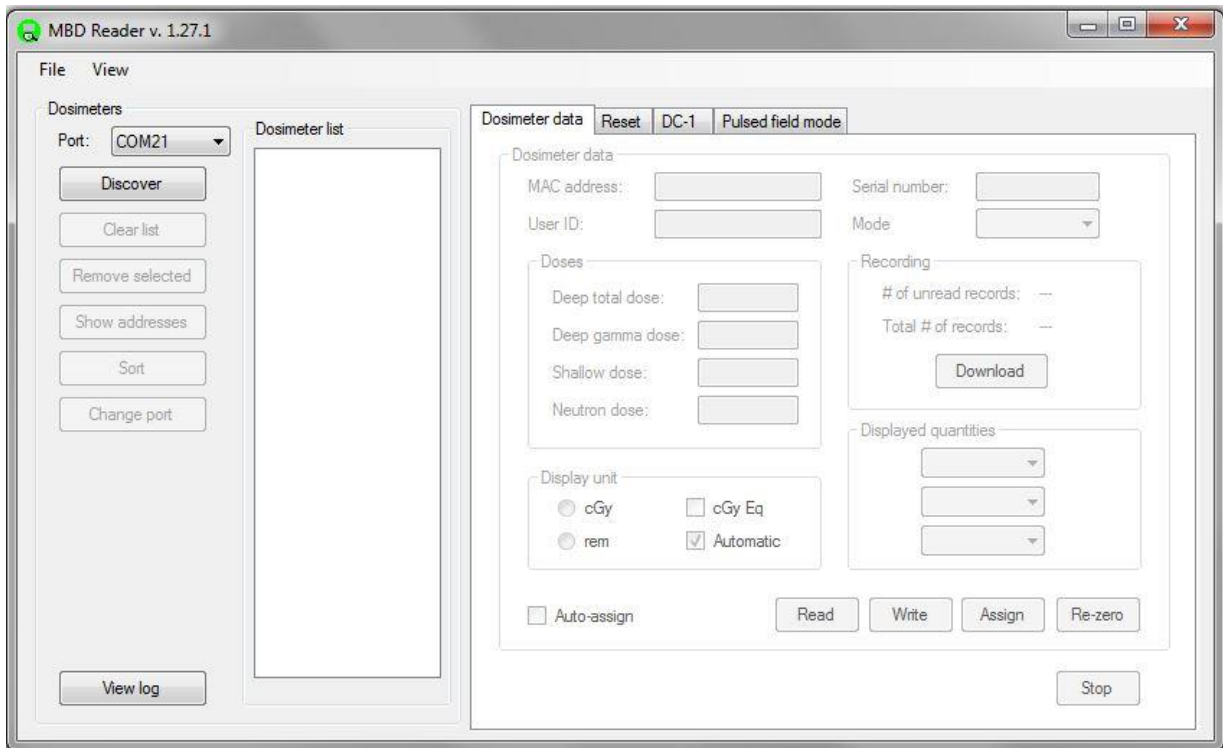 MBD Reader v. 1.27.1
File View
Dosimeters
Port: COM21
Discover
Clear list
Remove selected
Show addresses
Sort
Change port
View log
Dosimeter list
Dosimeter data Reset DC-1 Pulsed field mode
Dosimeter data
MAC address:
Serial number:
User ID:
Mode
Doses
Deep total dose:
Deep gamma dose:
Shallow dose:
Neutron dose:
Recording
# of unread records: ---
Total # of records: ---
Download
Display unit
cGy cGy Eq
rem Automatic
Displayed quantities
Auto-assign
Read Write Assign Re-zero
Stop